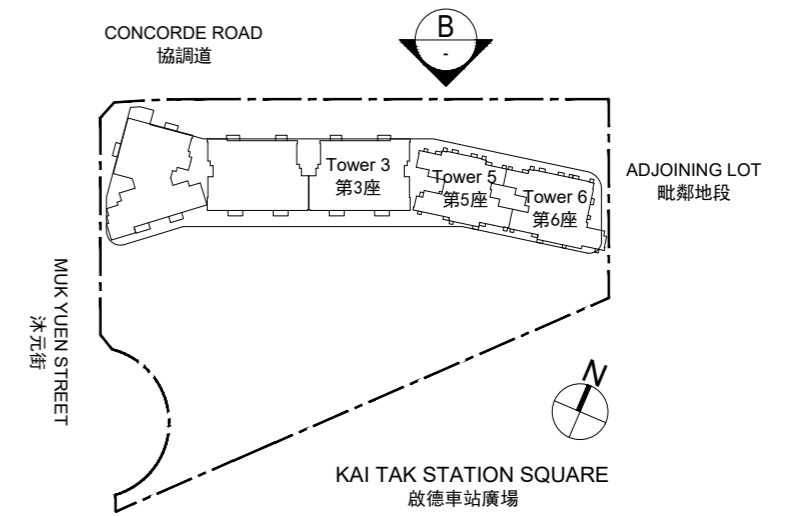 CONCORDE ROAD
協調道
B
-
Tower 3
第3座
Tower 5
第5座
Tower 6
第6座
ADJOINING LOT
毗鄰地段
MUK YUEN STREET
沐元街
N
KAI TAK STATION SQUARE
啟德車站廣場